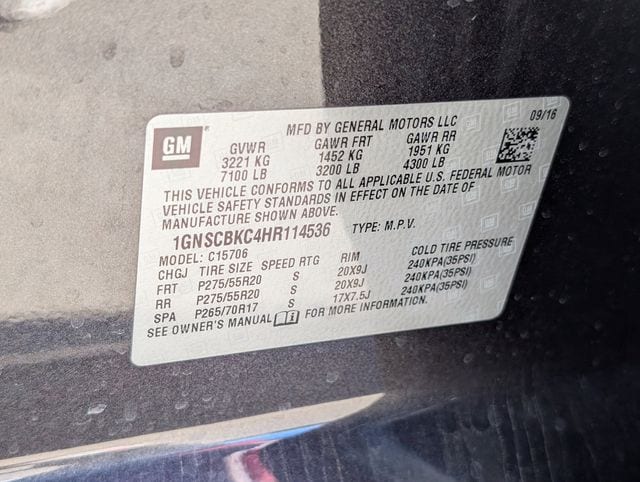 GM
MFD BY GENERAL MOTORS LLC 09/16
GVWR GAWR FRT GAWR RR
3221 KG 1452 KG 1951 KG
7100 LB 3200 LB 4300 LB
THIS VEHICLE CONFORMS TO ALL APPLICABLE U.S. FEDERAL MOTOR
VEHICLE SAFETY STANDARDS IN EFFECT ON THE DATE OF
MANUFACTURE SHOWN ABOVE.
1GNSCBKC4HR114536 TYPE: M.P.V.
MODEL: C15706
CHGJ TIRE SIZE SPEED RTG RIM COLD TIRE PRESSURE
FRT P275/55R20 S 20X9J 240KPA(35PSI)
RR P275/55R20 S 20X9J 240KPA(35PSI)
SPA P265/70R17 S 17X7.5J 240KPA(35PSI)
SEE OWNER'S MANUAL FOR MORE INFORMATION.